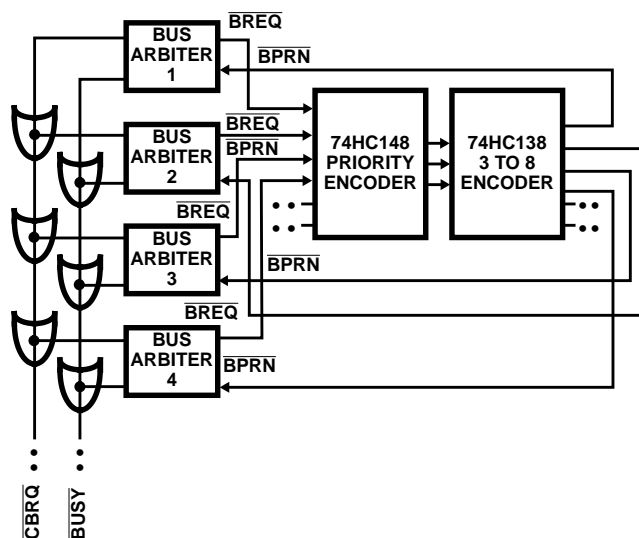 BREQ
BUS
ARBITER
1
BPRN
BUS
ARBITER
2
BREQ
BPRN
74HC148
PRIORITY
ENCODER
74HC138
3 TO 8
ENCODER
BREQ
BUS
ARBITER
3
BPRN
BREQ
BUS
ARBITER
4
BPRN
CBRQ
BUSY